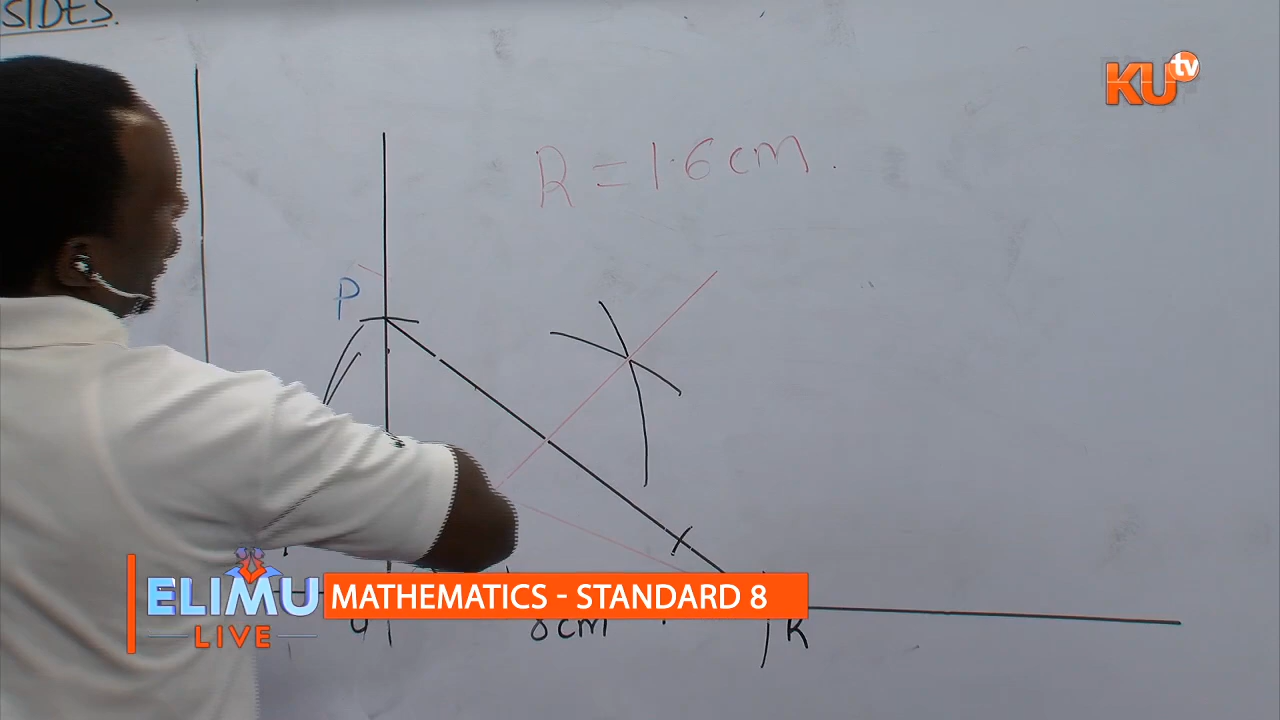 SIDES.
KU tv
R = 1.6 cm.
P
ELIMU
LIVE
MATHEMATICS - STANDARD 8
8cm
R